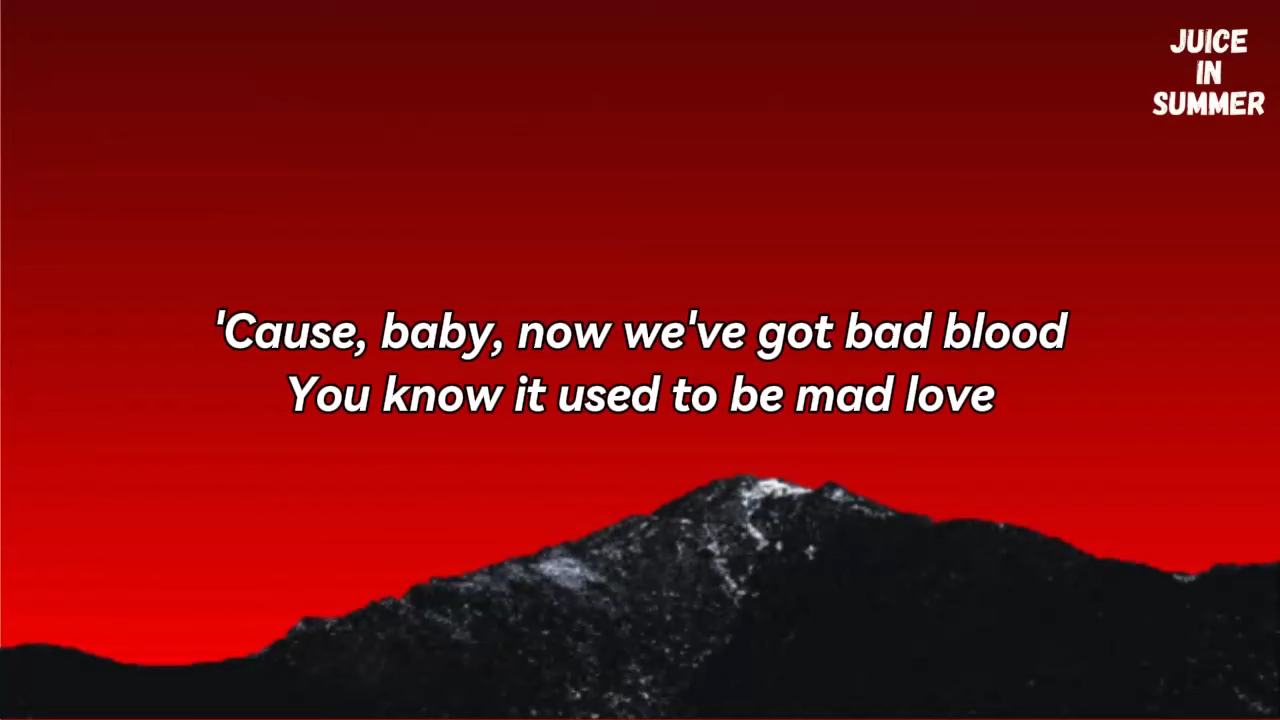 JUICE
IN
SUMMER
'Cause, baby, now we've got bad blood
You know it used to be mad love